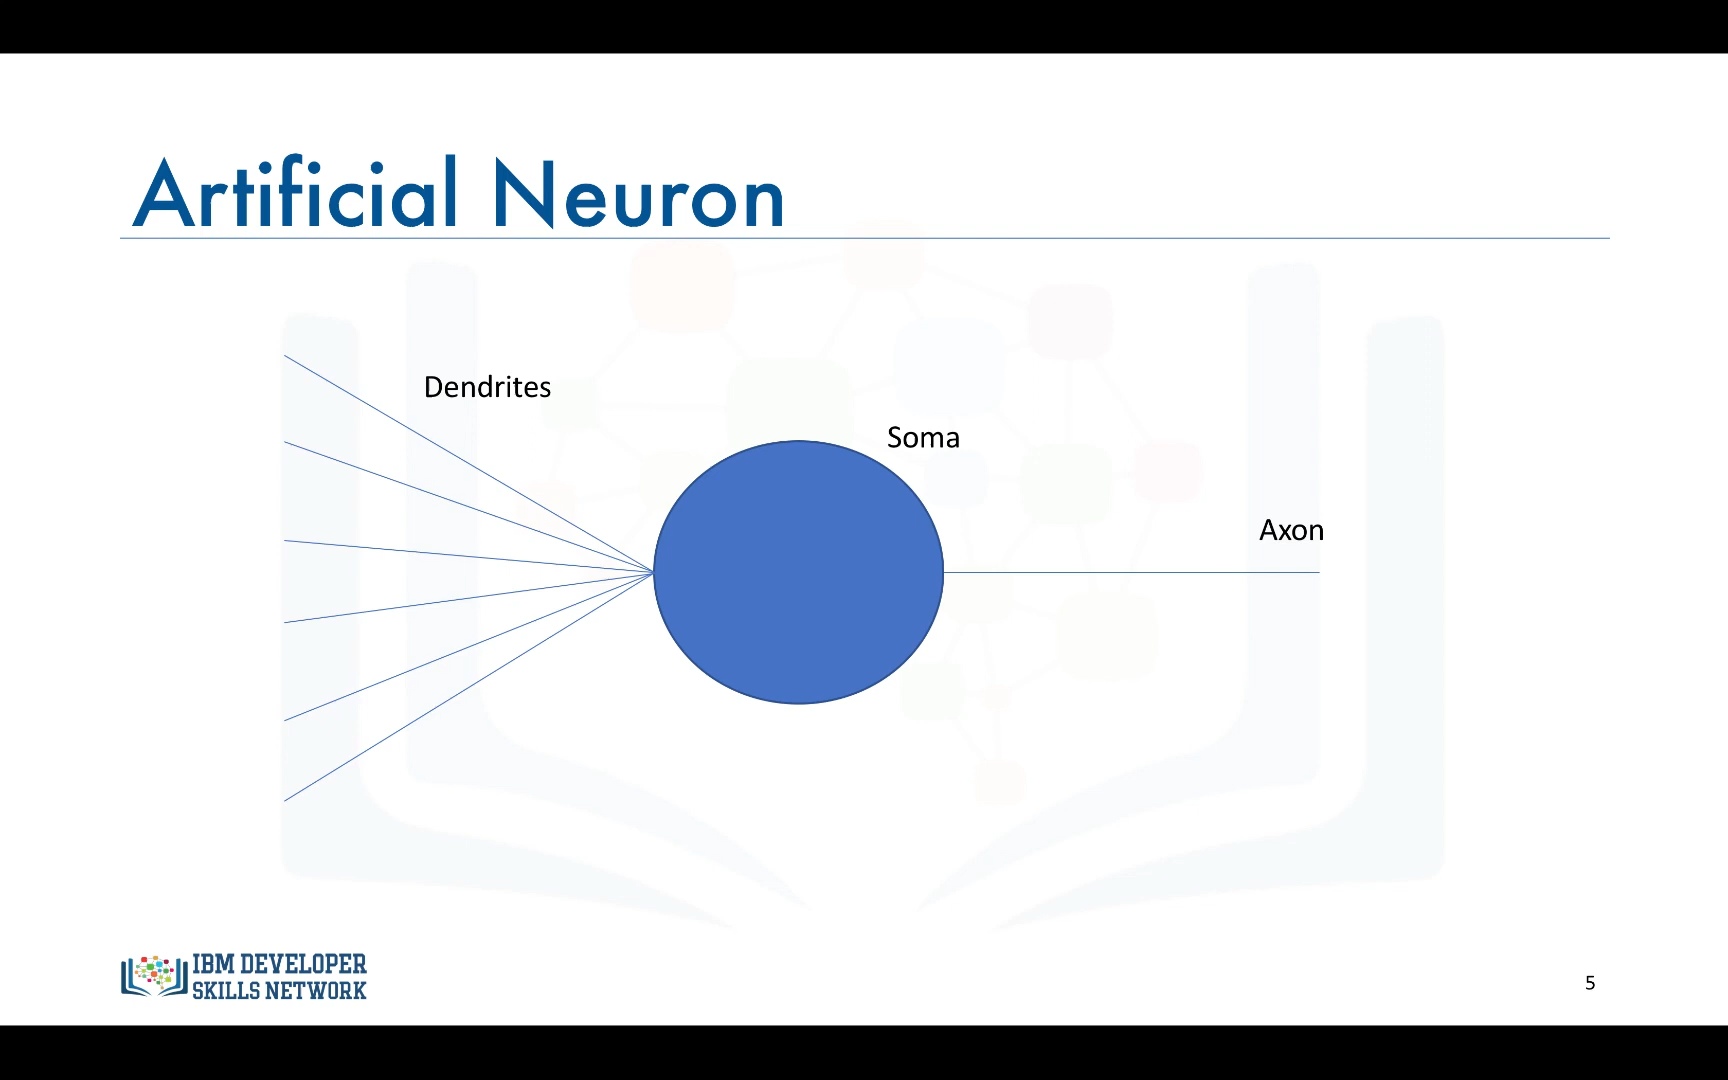 Artificial Neuron
Dendrites
Soma
Axon
IBM DEVELOPER
SKILLS NETWORK
5